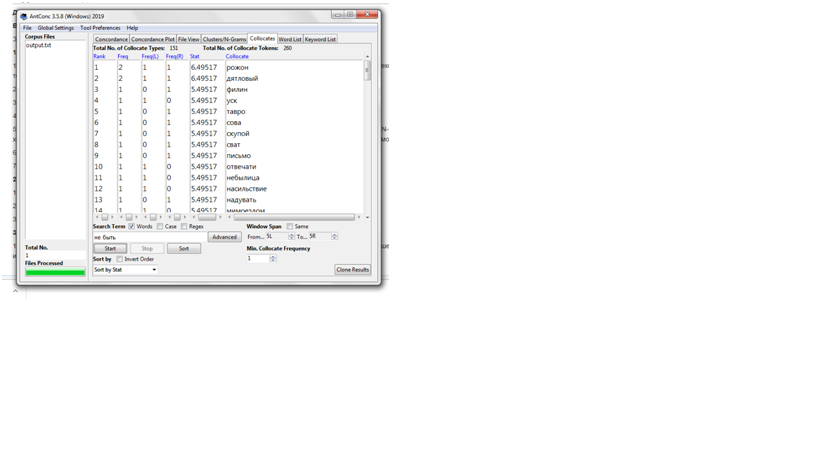 AntConc 3.5.8 (Windows) 2019
File Global Settings Tool Preferences Help
Corpus Files
output.txt
Concordance Concordance Plot File View Clusters/N-Grams Collocates Word List Keyword List
Total No. of Collocate Types: 151 Total No. of Collocate Tokens: 260
Rank Freq Freq(L) Freq(R) Stat Collocate
1 2 1 1 6.49517 рожон
2 2 1 1 6.49517 дятловый
3 1 0 1 5.49517 филин
4 1 1 0 5.49517 уск
5 1 0 1 5.49517 тавро
6 1 0 1 5.49517 сова
7 1 0 1 5.49517 скупой
8 1 0 1 5.49517 сват
9 1 0 1 5.49517 письмо
10 1 1 0 5.49517 отвечати
11 1 1 0 5.49517 небылица
12 1 1 0 5.49517 насильствие
13 1 0 1 5.49517 надувать
14 1 1 0 5.49517 мимоездом
Search Term Words Case Regex Window Span Same
не быть Advanced From... 5L To... 5R
Start Stop Sort Min. Collocate Frequency
Total No.
1
Sort by Invert Order 1
Files Processed
Sort by Stat Clone Results